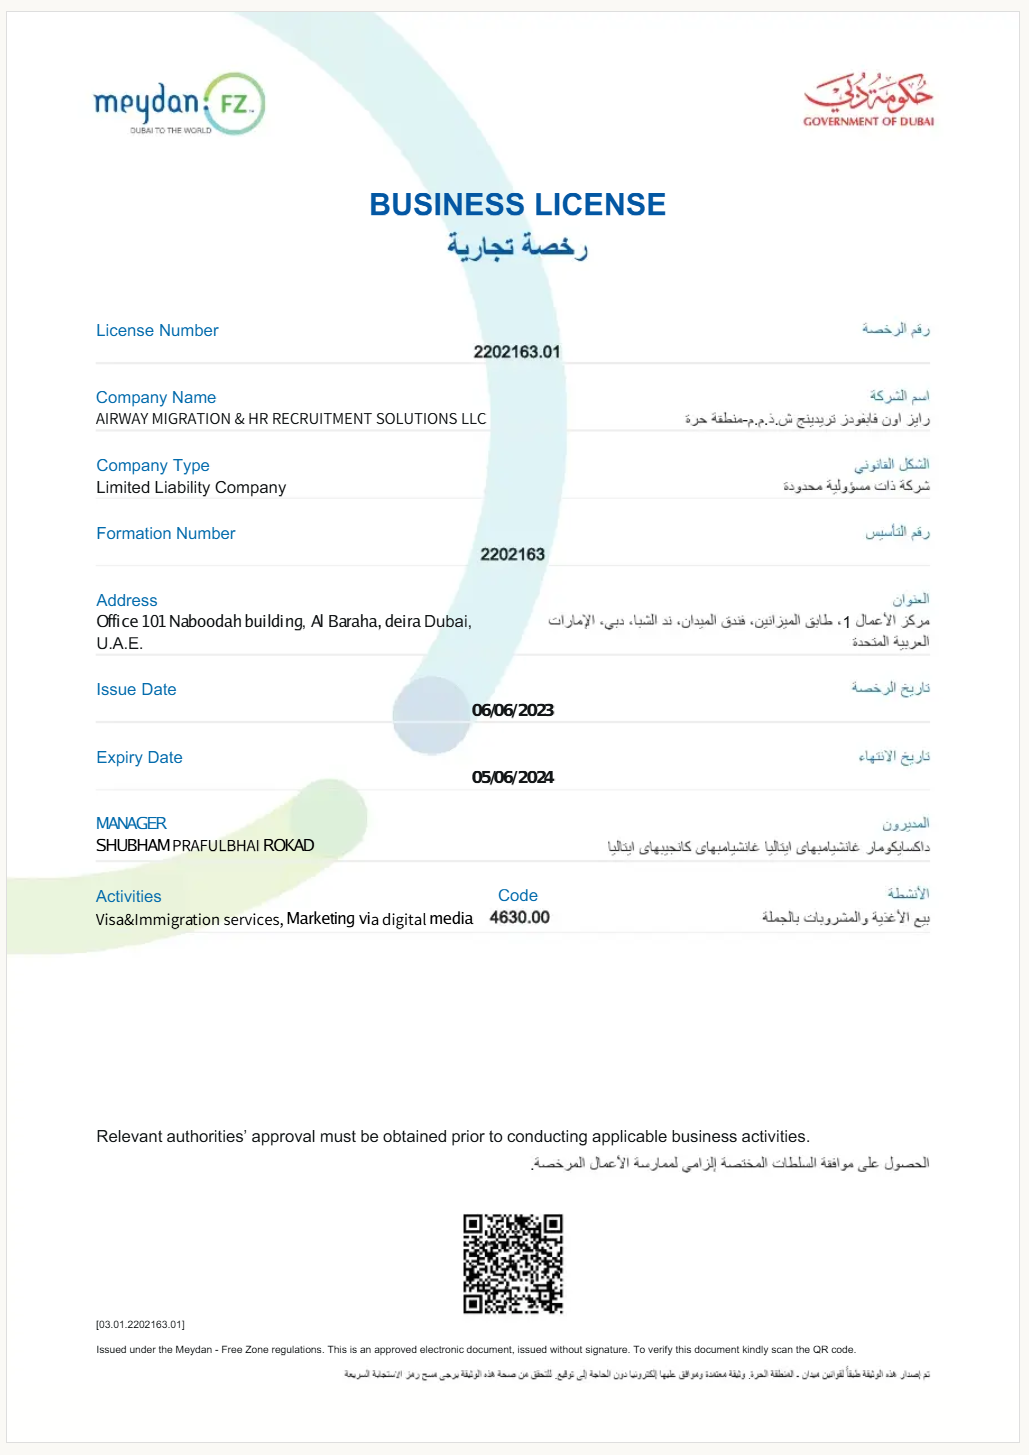 meydan FZ™
DUBAI TO THE WORLD
حكومة دبي
GOVERNMENT OF DUBAI
BUSINESS LICENSE
رخصة تجارية
License Number
رقم الرخصة
2202163.01
Company Name
اسم الشركة
AIRWAY MIGRATION & HR RECRUITMENT SOLUTIONS LLC
رايز اون فايفودز تريدينج ش.ذ.م.م-منطقة حرة
Company Type
الشكل القانوني
Limited Liability Company
شركة ذات مسؤولية محدودة
Formation Number
رقم التأسيس
2202163
Address
العنوان
Office 101 Naboodah building, Al Baraha, deira Dubai,
U.A.E.
مركز الأعمال 1، طابق الميزانين، فندق الميدان، ند الشبا، دبي، الإمارات
العربية المتحدة
Issue Date
تاريخ الرخصة
06/06/2023
Expiry Date
تاريخ الانتهاء
05/06/2024
MANAGER
المديرون
SHUBHAM PRAFULBHAI ROKAD
داكسايكومار غانشيامبهاى ايتاليا غانشيامبهاى كانجيبهاى ايتاليا
Activities
Code
الأنشطة
Visa&Immigration services, Marketing via digital media
4630.00
بيع الأغذية والمشروبات بالجملة
Relevant authorities’ approval must be obtained prior to conducting applicable business activities.
الحصول على موافقة السلطات المختصة إلزامي لممارسة الأعمال المرخصة.
[03.01.2202163.01]
Issued under the Meydan - Free Zone regulations. This is an approved electronic document, issued without signature. To verify this document kindly scan the QR code.
تم إصدار هذه الوثيقة طبقاً لقوانين ميدان - المنطقة الحرة. وثيقة معتمدة وموافق عليها إلكترونيا دون الحاجة إلى توقيع. للتحقق من صحة هذه الوثيقة يرجى مسح رمز الاستجابة السريعة